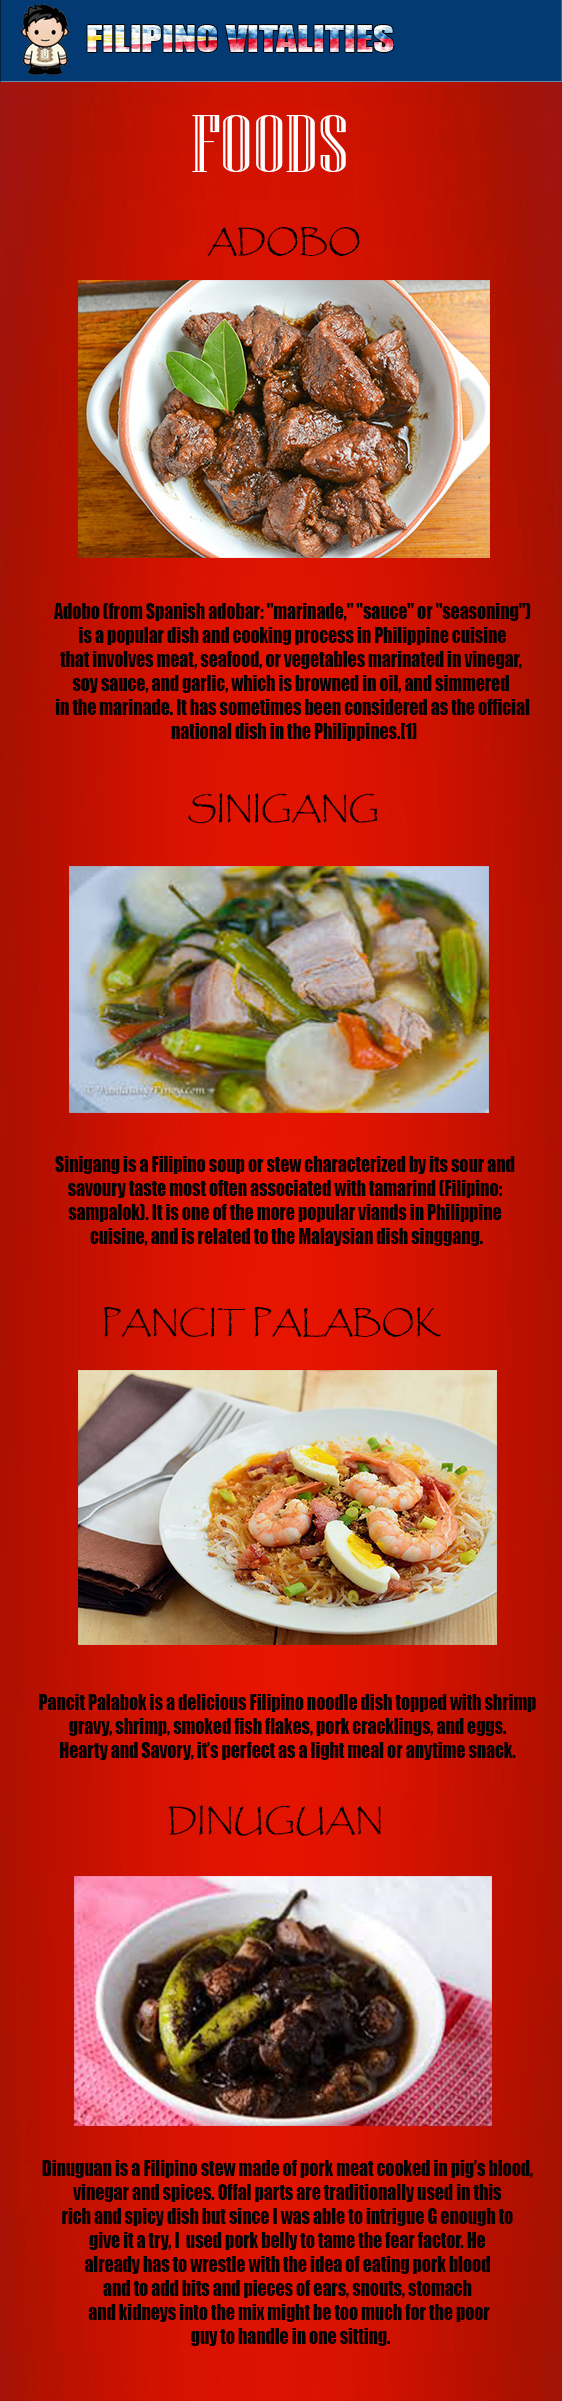 FILIPINO VITALITIES
FOODS
ADOBO
Adobo (from Spanish adobar: "marinade," "sauce" or "seasoning")
is a popular dish and cooking process in Philippine cuisine
that involves meat, seafood, or vegetables marinated in vinegar,
soy sauce, and garlic, which is browned in oil, and simmered
in the marinade. It has sometimes been considered as the official
national dish in the Philippines.[1]
SINIGANG
PanlasangPinoy.com
Sinigang is a Filipino soup or stew characterized by its sour and
savoury taste most often associated with tamarind (Filipino:
sampalok). It is one of the more popular viands in Philippine
cuisine, and is related to the Malaysian dish singgang.
PANCIT PALABOK
Pancit Palabok is a delicious Filipino noodle dish topped with shrimp
gravy, shrimp, smoked fish flakes, pork cracklings, and eggs.
Hearty and Savory, it's perfect as a light meal or anytime snack.
DINUGUAN
Dinuguan is a Filipino stew made of pork meat cooked in pig's blood,
vinegar and spices. Offal parts are traditionally used in this
rich and spicy dish but since I was able to intrigue G enough to
give it a try, I used pork belly to tame the fear factor. He
already has to wrestle with the idea of eating pork blood
and to add bits and pieces of ears, snouts, stomach
and kidneys into the mix might be too much for the poor
guy to handle in one sitting.